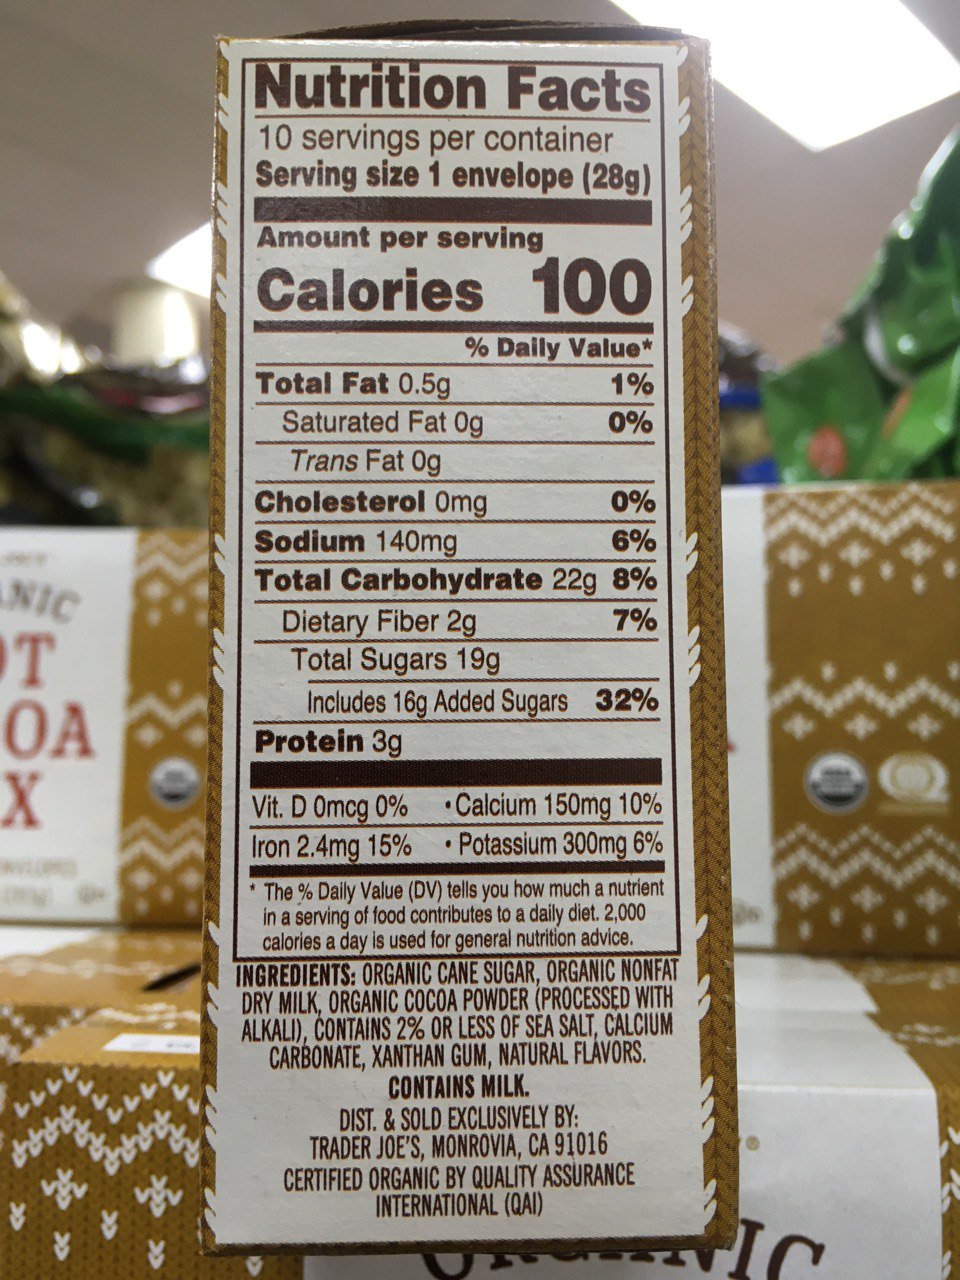 Nutrition Facts
10 servings per container
Serving size 1 envelope (28g)
Amount per serving
Calories 100
% Daily Value*
Total Fat 0.5g 1%
Saturated Fat 0g 0%
Trans Fat 0g
Cholesterol 0mg 0%
Sodium 140mg 6%
Total Carbohydrate 22g 8%
Dietary Fiber 2g 7%
Total Sugars 19g
Includes 16g Added Sugars 32%
Protein 3g
Vit. D 0mcg 0% • Calcium 150mg 10%
Iron 2.4mg 15% • Potassium 300mg 6%
* The % Daily Value (DV) tells you how much a nutrient
in a serving of food contributes to a daily diet. 2,000
calories a day is used for general nutrition advice.
INGREDIENTS: ORGANIC CANE SUGAR, ORGANIC NONFAT
DRY MILK, ORGANIC COCOA POWDER (PROCESSED WITH
ALKALI), CONTAINS 2% OR LESS OF SEA SALT, CALCIUM
CARBONATE, XANTHAN GUM, NATURAL FLAVORS.
CONTAINS MILK.
DIST. & SOLD EXCLUSIVELY BY:
TRADER JOE'S, MONROVIA, CA 91016
CERTIFIED ORGANIC BY QUALITY ASSURANCE
INTERNATIONAL (QAI)
ANIC
OT
OA
X
ORGANIC